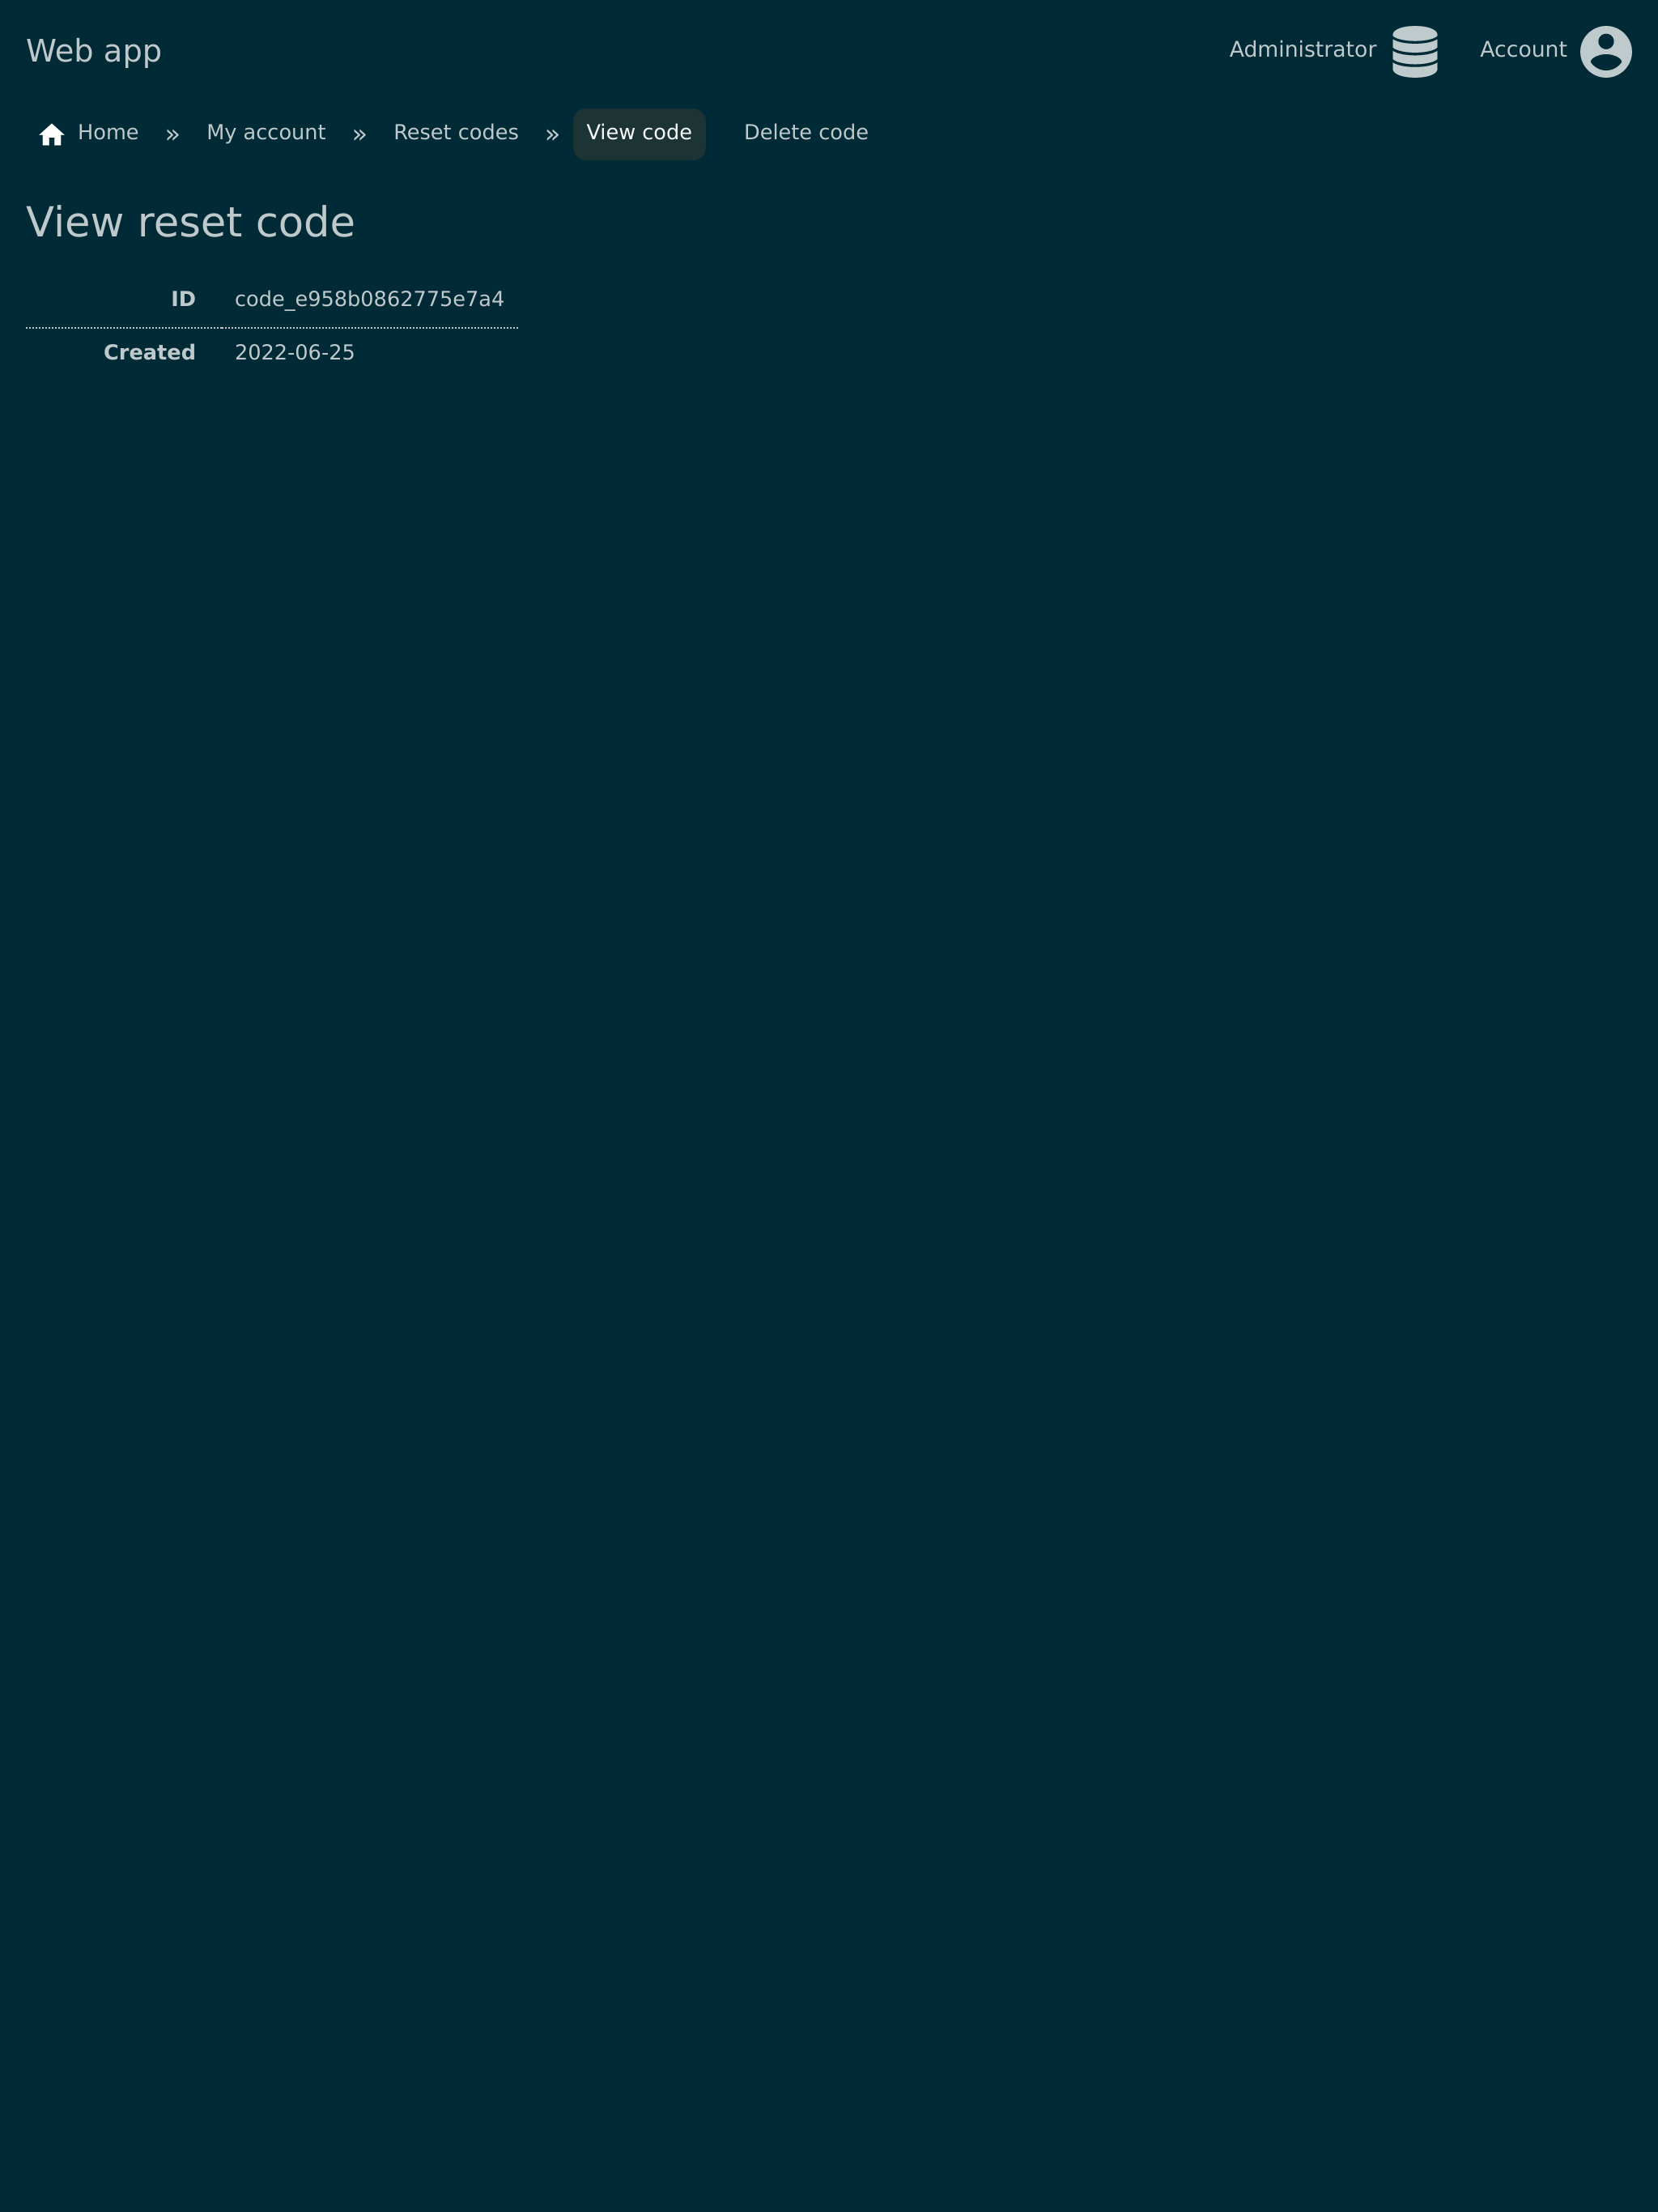 Web app
Administrator
Account
Home » My account » Reset codes » View code Delete code
View reset code
ID code_e958b0862775e7a4
Created 2022-06-25